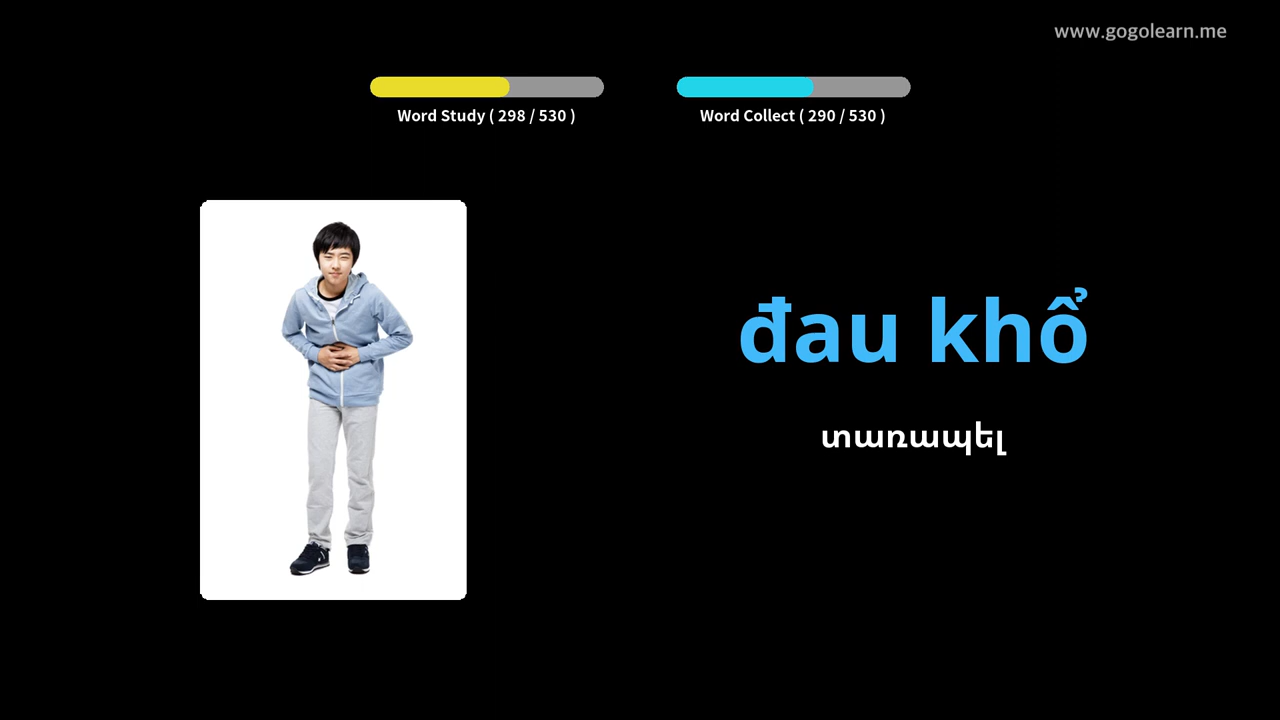 www.gogolearn.me
Word Study ( 298 / 530 )
Word Collect ( 290 / 530 )
đau khổ
տառապել